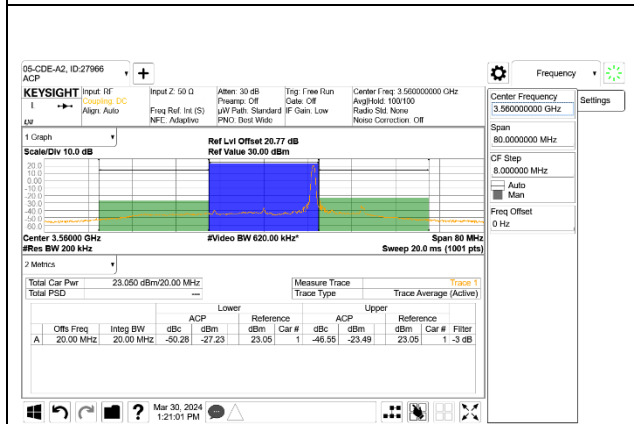 05-CDE-A2, ID:27966
ACP
Frequency
KEYSIGHT Input: RF Input Z: 50 Ω Atten: 30 dB Trig: Free Run Center Freq: 3.560000000 GHz
Coupling: DC Preamp: Off Gate: Off Avg|Hold: 100/100
Align: Auto Freq Ref: Int (S) µW Path: Standard IF Gain: Low Radio Std: None
NFE: Adaptive PNO: Best Wide Noise Correction: Off
Center Frequency
3.560000000 GHz
Settings
Span
80.0000000 MHz
CF Step
8.000000 MHz
Auto
Man
Freq Offset
0 Hz
1 Graph
Scale/Div 10.0 dB
Ref Lvl Offset 20.77 dB
Ref Value 30.00 dBm
20.0
10.0
0.00
-10.0
-20.0
-30.0
-40.0
-50.0
-60.0
Center 3.56000 GHz #Video BW 620.00 kHz* Span 80 MHz
#Res BW 200 kHz Sweep 20.0 ms (1001 pts)
2 Metrics
Total Car Pwr 23.050 dBm/20.00 MHz Measure Trace Trace 1
Total PSD --- Trace Type Trace Average (Active)
Lower Upper
ACP Reference ACP Reference
Offs Freq Integ BW dBc dBm dBm Car # dBc dBm dBm Car # Filter
A 20.00 MHz 20.00 MHz -50.28 -27.23 23.05 1 -46.55 -23.49 23.05 1 -3 dB
Mar 30, 2024
1:21:01 PM